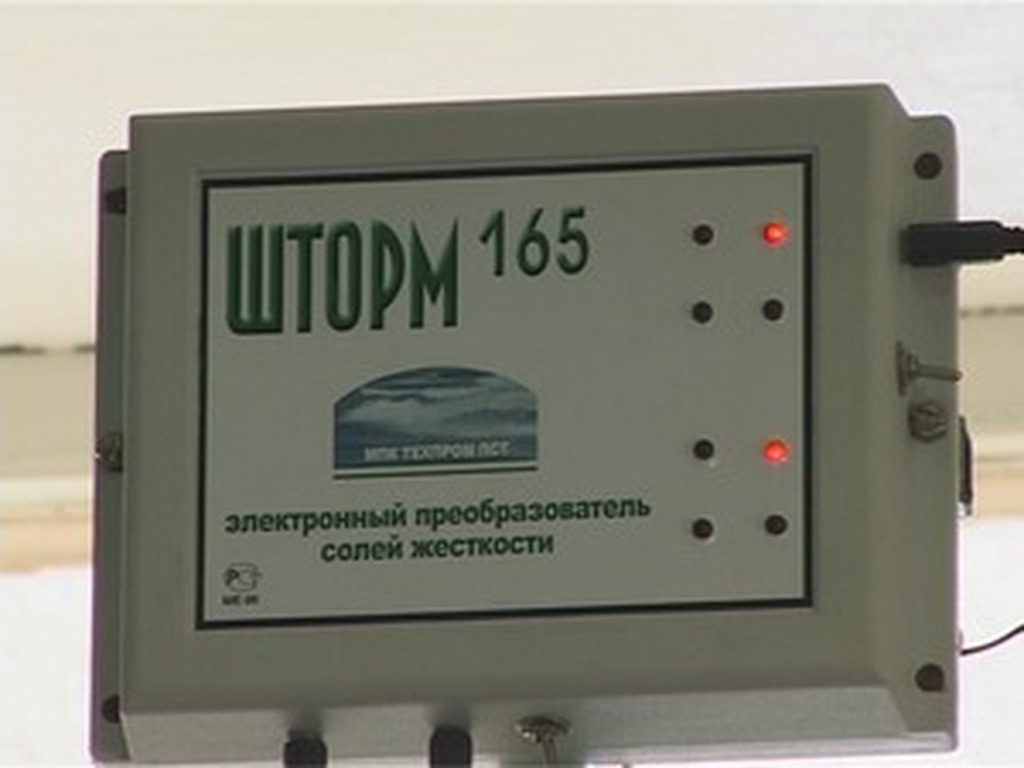 ШТОРМ 165
МПК ТЕХПРОМ ПСТ
электронный преобразователь
солей жесткости